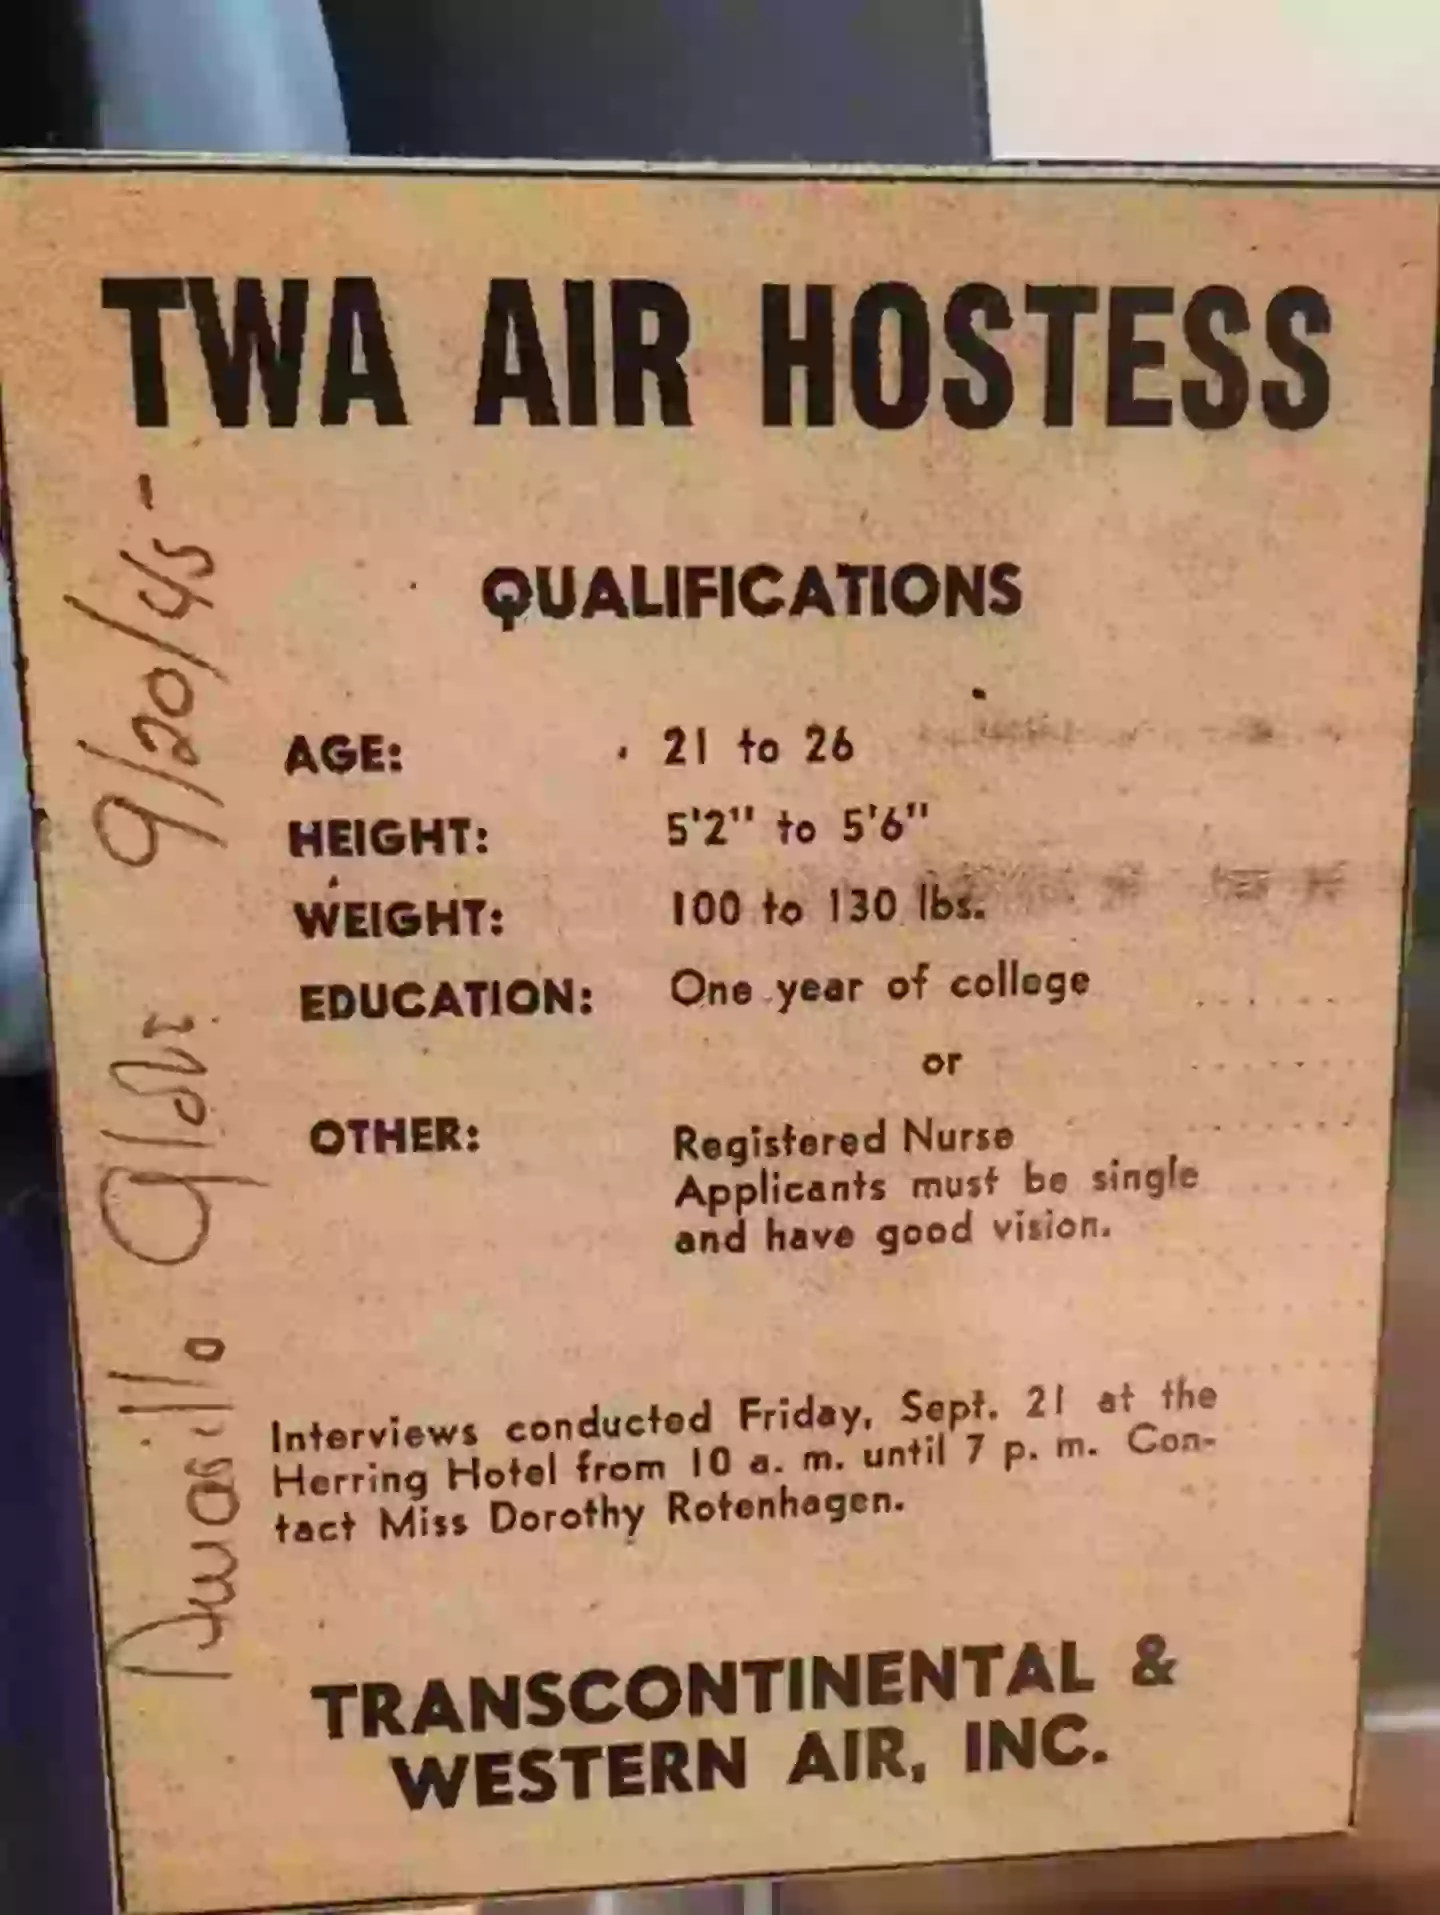 TWA AIR HOSTESS
QUALIFICATIONS
AGE: 21 to 26
HEIGHT: 5'2" to 5'6"
WEIGHT: 100 to 130 lbs.
EDUCATION: One year of college
or
OTHER: Registered Nurse
Applicants must be single
and have good vision.
Interviews conducted Friday, Sept. 21 at the
Herring Hotel from 10 a. m. until 7 p. m. Con-
tact Miss Dorothy Rotenhagen.
TRANSCONTINENTAL &
WESTERN AIR, INC.
Amarillo Globe 9/20/45 -